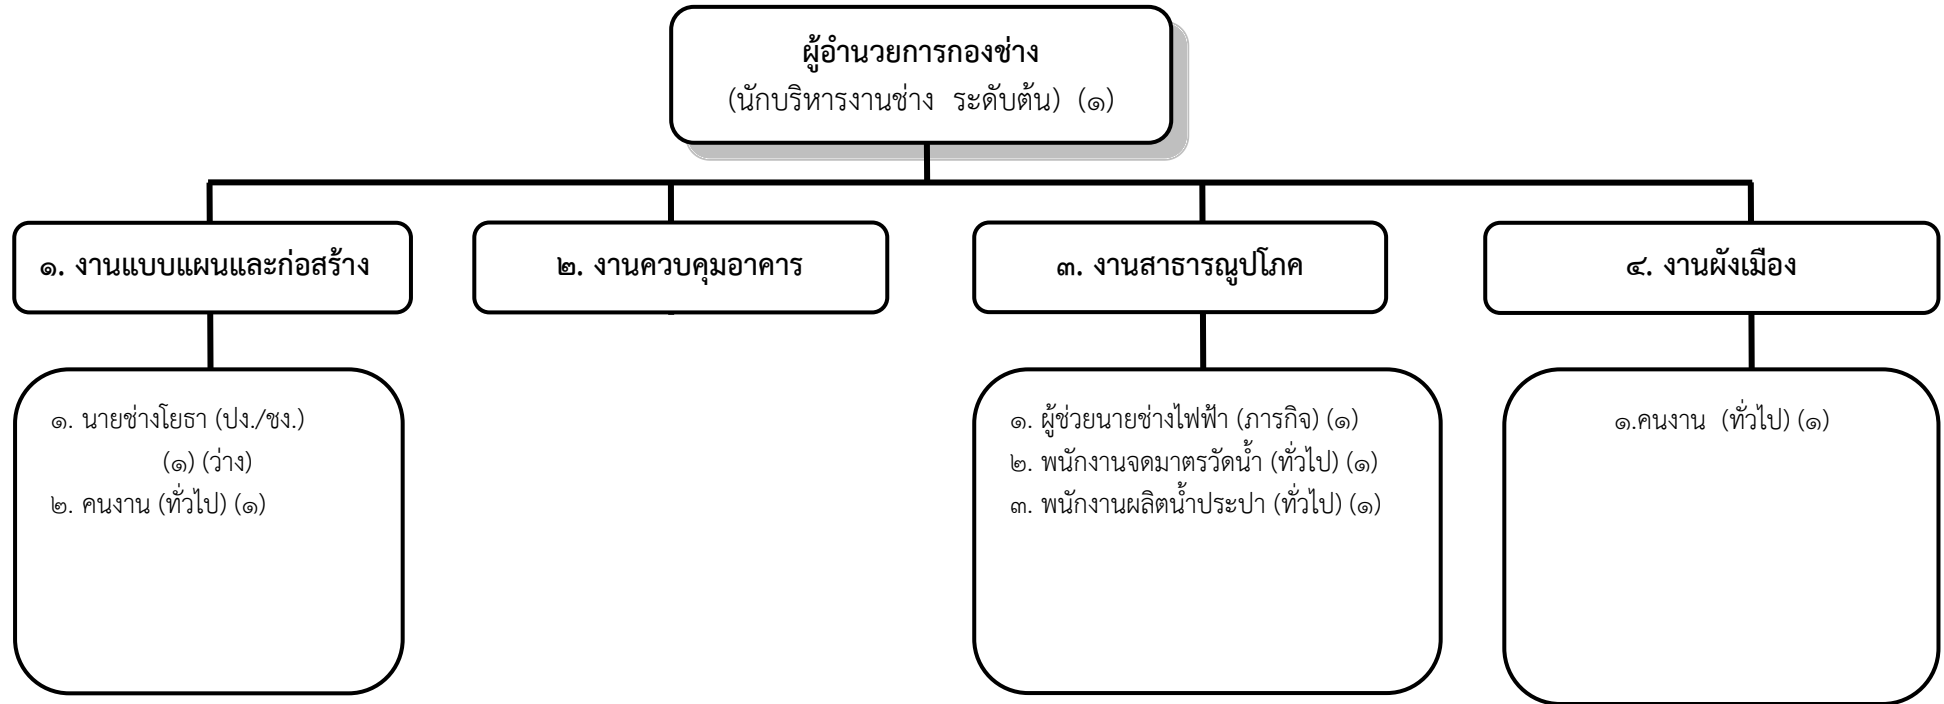 ผู้อำนวยการกองช่าง
(นักบริหารงานช่าง ระดับต้น) (๑)
๑. งานแบบแผนและก่อสร้าง
๒. งานควบคุมอาคาร
๓. งานสาธารณูปโภค
๔. งานผังเมือง
๑. นายช่างโยธา (ปง./ชง.)
(๑) (ว่าง)
๒. คนงาน (ทั่วไป) (๑)
๑. ผู้ช่วยนายช่างไฟฟ้า (ภารกิจ) (๑)
๒. พนักงานจดมาตรวัดน้ำ (ทั่วไป) (๑)
๓. พนักงานผลิตน้ำประปา (ทั่วไป) (๑)
๑.คนงาน (ทั่วไป) (๑)